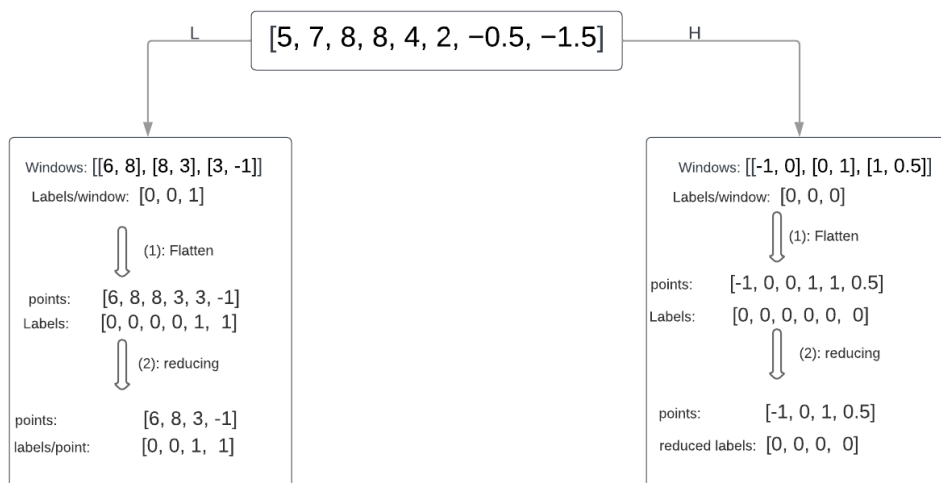 L
[5, 7, 8, 8, 4, 2, −0.5, −1.5]
H
Windows: [[6, 8], [8, 3], [3, -1]]
Labels/window: [0, 0, 1]
(1): Flatten
points: [6, 8, 8, 3, 3, -1]
Labels: [0, 0, 0, 0, 1, 1]
(2): reducing
points: [6, 8, 3, -1]
labels/point: [0, 0, 1, 1]
Windows: [[-1, 0], [0, 1], [1, 0.5]]
Labels/window: [0, 0, 0]
(1): Flatten
points: [-1, 0, 0, 1, 1, 0.5]
Labels: [0, 0, 0, 0, 0, 0]
(2): reducing
points: [-1, 0, 1, 0.5]
reduced labels: [0, 0, 0, 0]